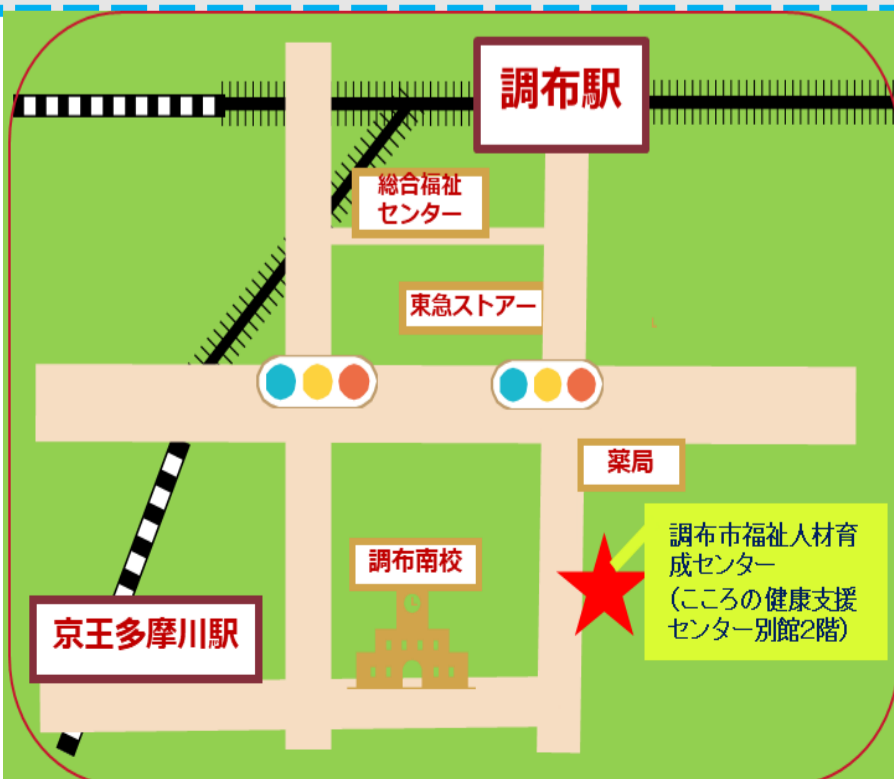 調布駅
総合福祉
センター
東急ストアー
薬局
調布市福祉人材育
成センター
(こころの健康支援
センター別館2階)
調布南校
京王多摩川駅